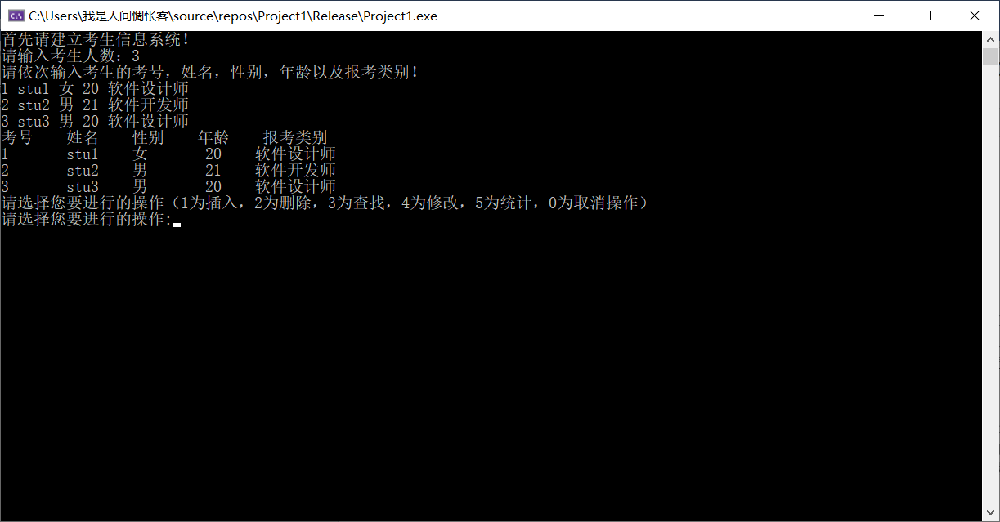 C:\Users\我是人间惆怅客\source\repos\Project1\Release\Project1.exe
首先请建立考生信息系统！
请输入考生人数：3
请依次输入考生的考号，姓名，性别，年龄以及报考类别！
1 stu1 女 20 软件设计师
2 stu2 男 21 软件开发师
3 stu3 男 20 软件设计师
考号    姓名    性别    年龄    报考类别
1       stu1    女       20    软件设计师
2       stu2    男       21    软件开发师
3       stu3    男       20    软件设计师
请选择您要进行的操作（1为插入，2为删除，3为查找，4为修改，5为统计，0为取消操作）
请选择您要进行的操作: